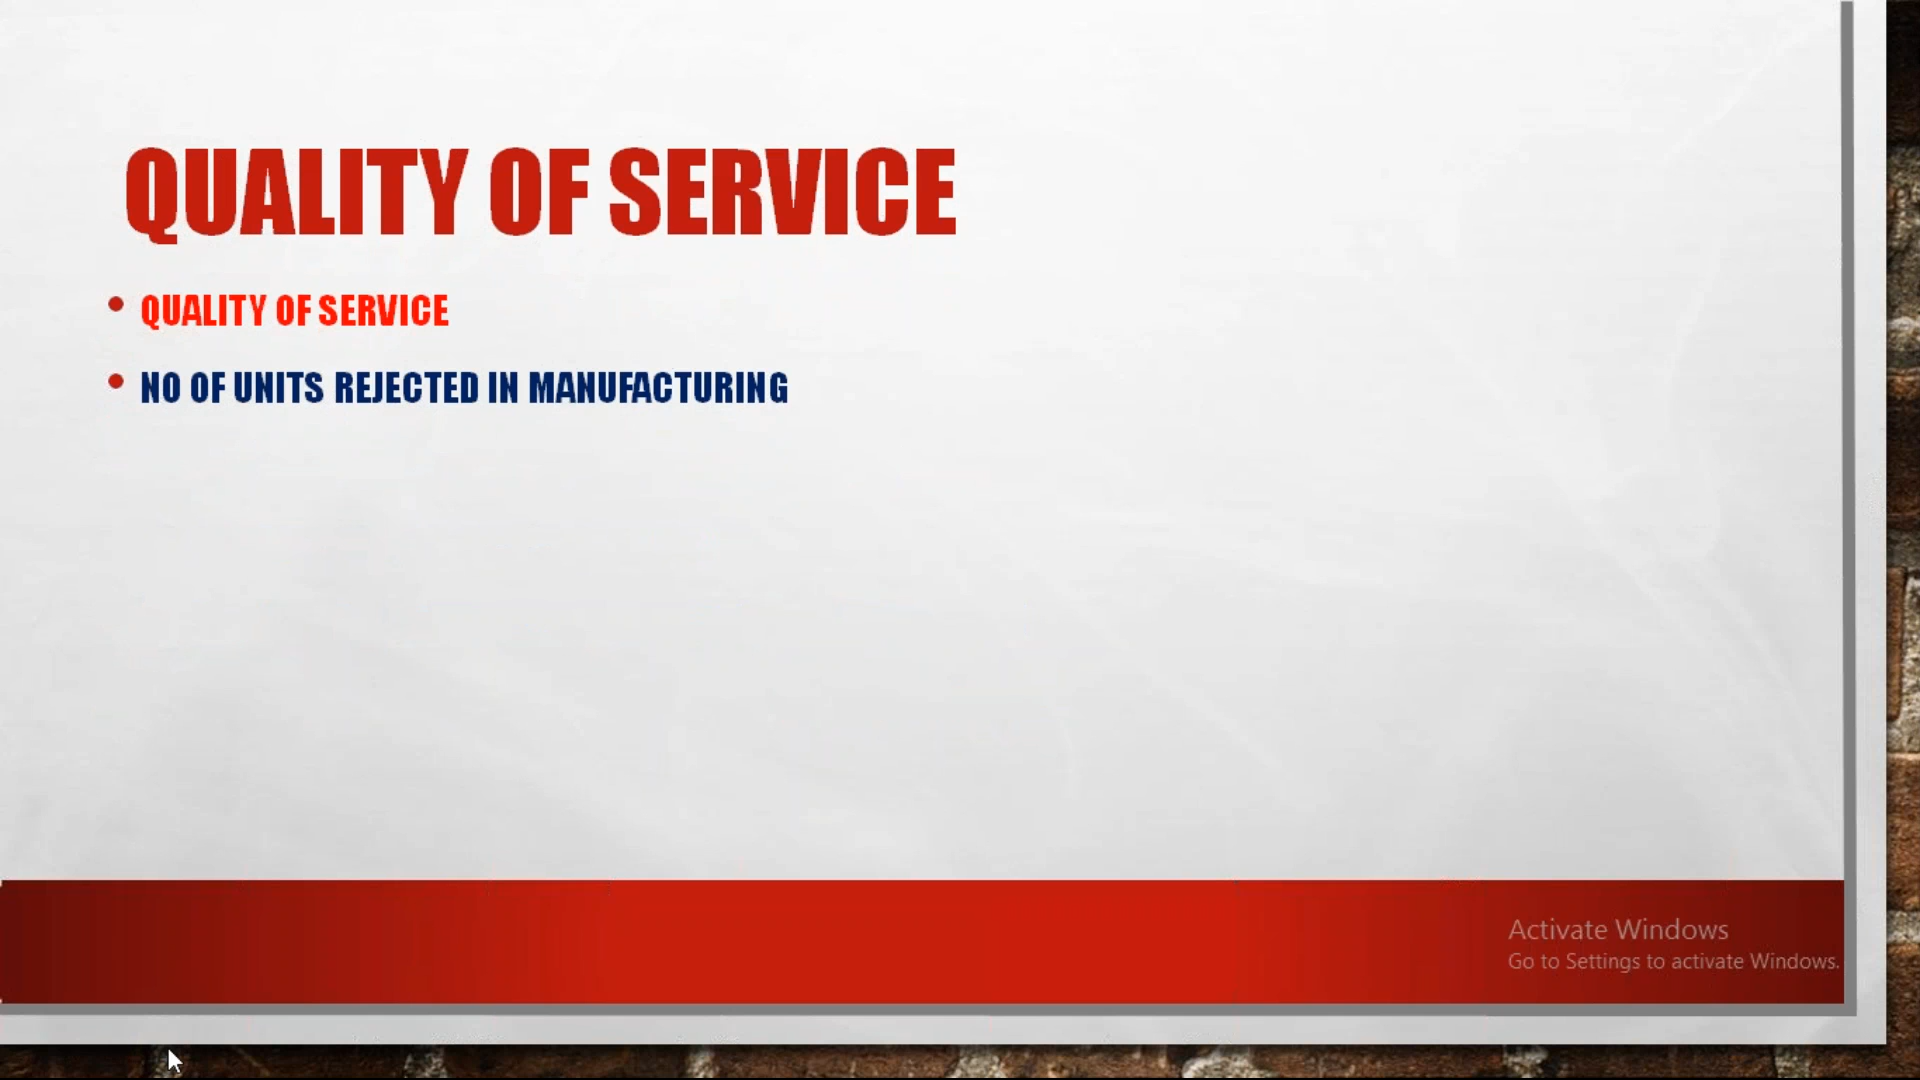 QUALITY OF SERVICE
QUALITY OF SERVICE
NO OF UNITS REJECTED IN MANUFACTURING
Activate Windows
Go to Settings to activate Windows.